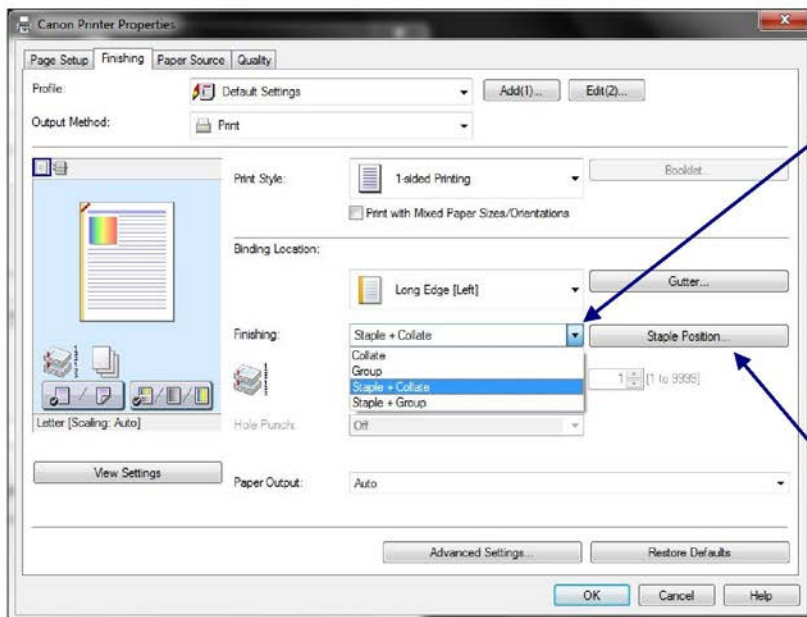 Canon Printer Properties
Page Setup Finishing Paper Source Quality
Profile: Default Settings Add(1)... Edit(2)...
Output Method: Print
Print Style: 1-sided Printing Booklet...
Print with Mixed Paper Sizes/Orientations
Binding Location:
Long Edge [Left] Gutter...
Finishing: Staple + Collate Staple Position...
Collate
Group
Staple + Collate 1 [1 to 9999]
Staple + Group
Letter [Scaling: Auto] Hole Punch: Off
View Settings Paper Output: Auto
Advanced Settings... Restore Defaults
OK Cancel Help